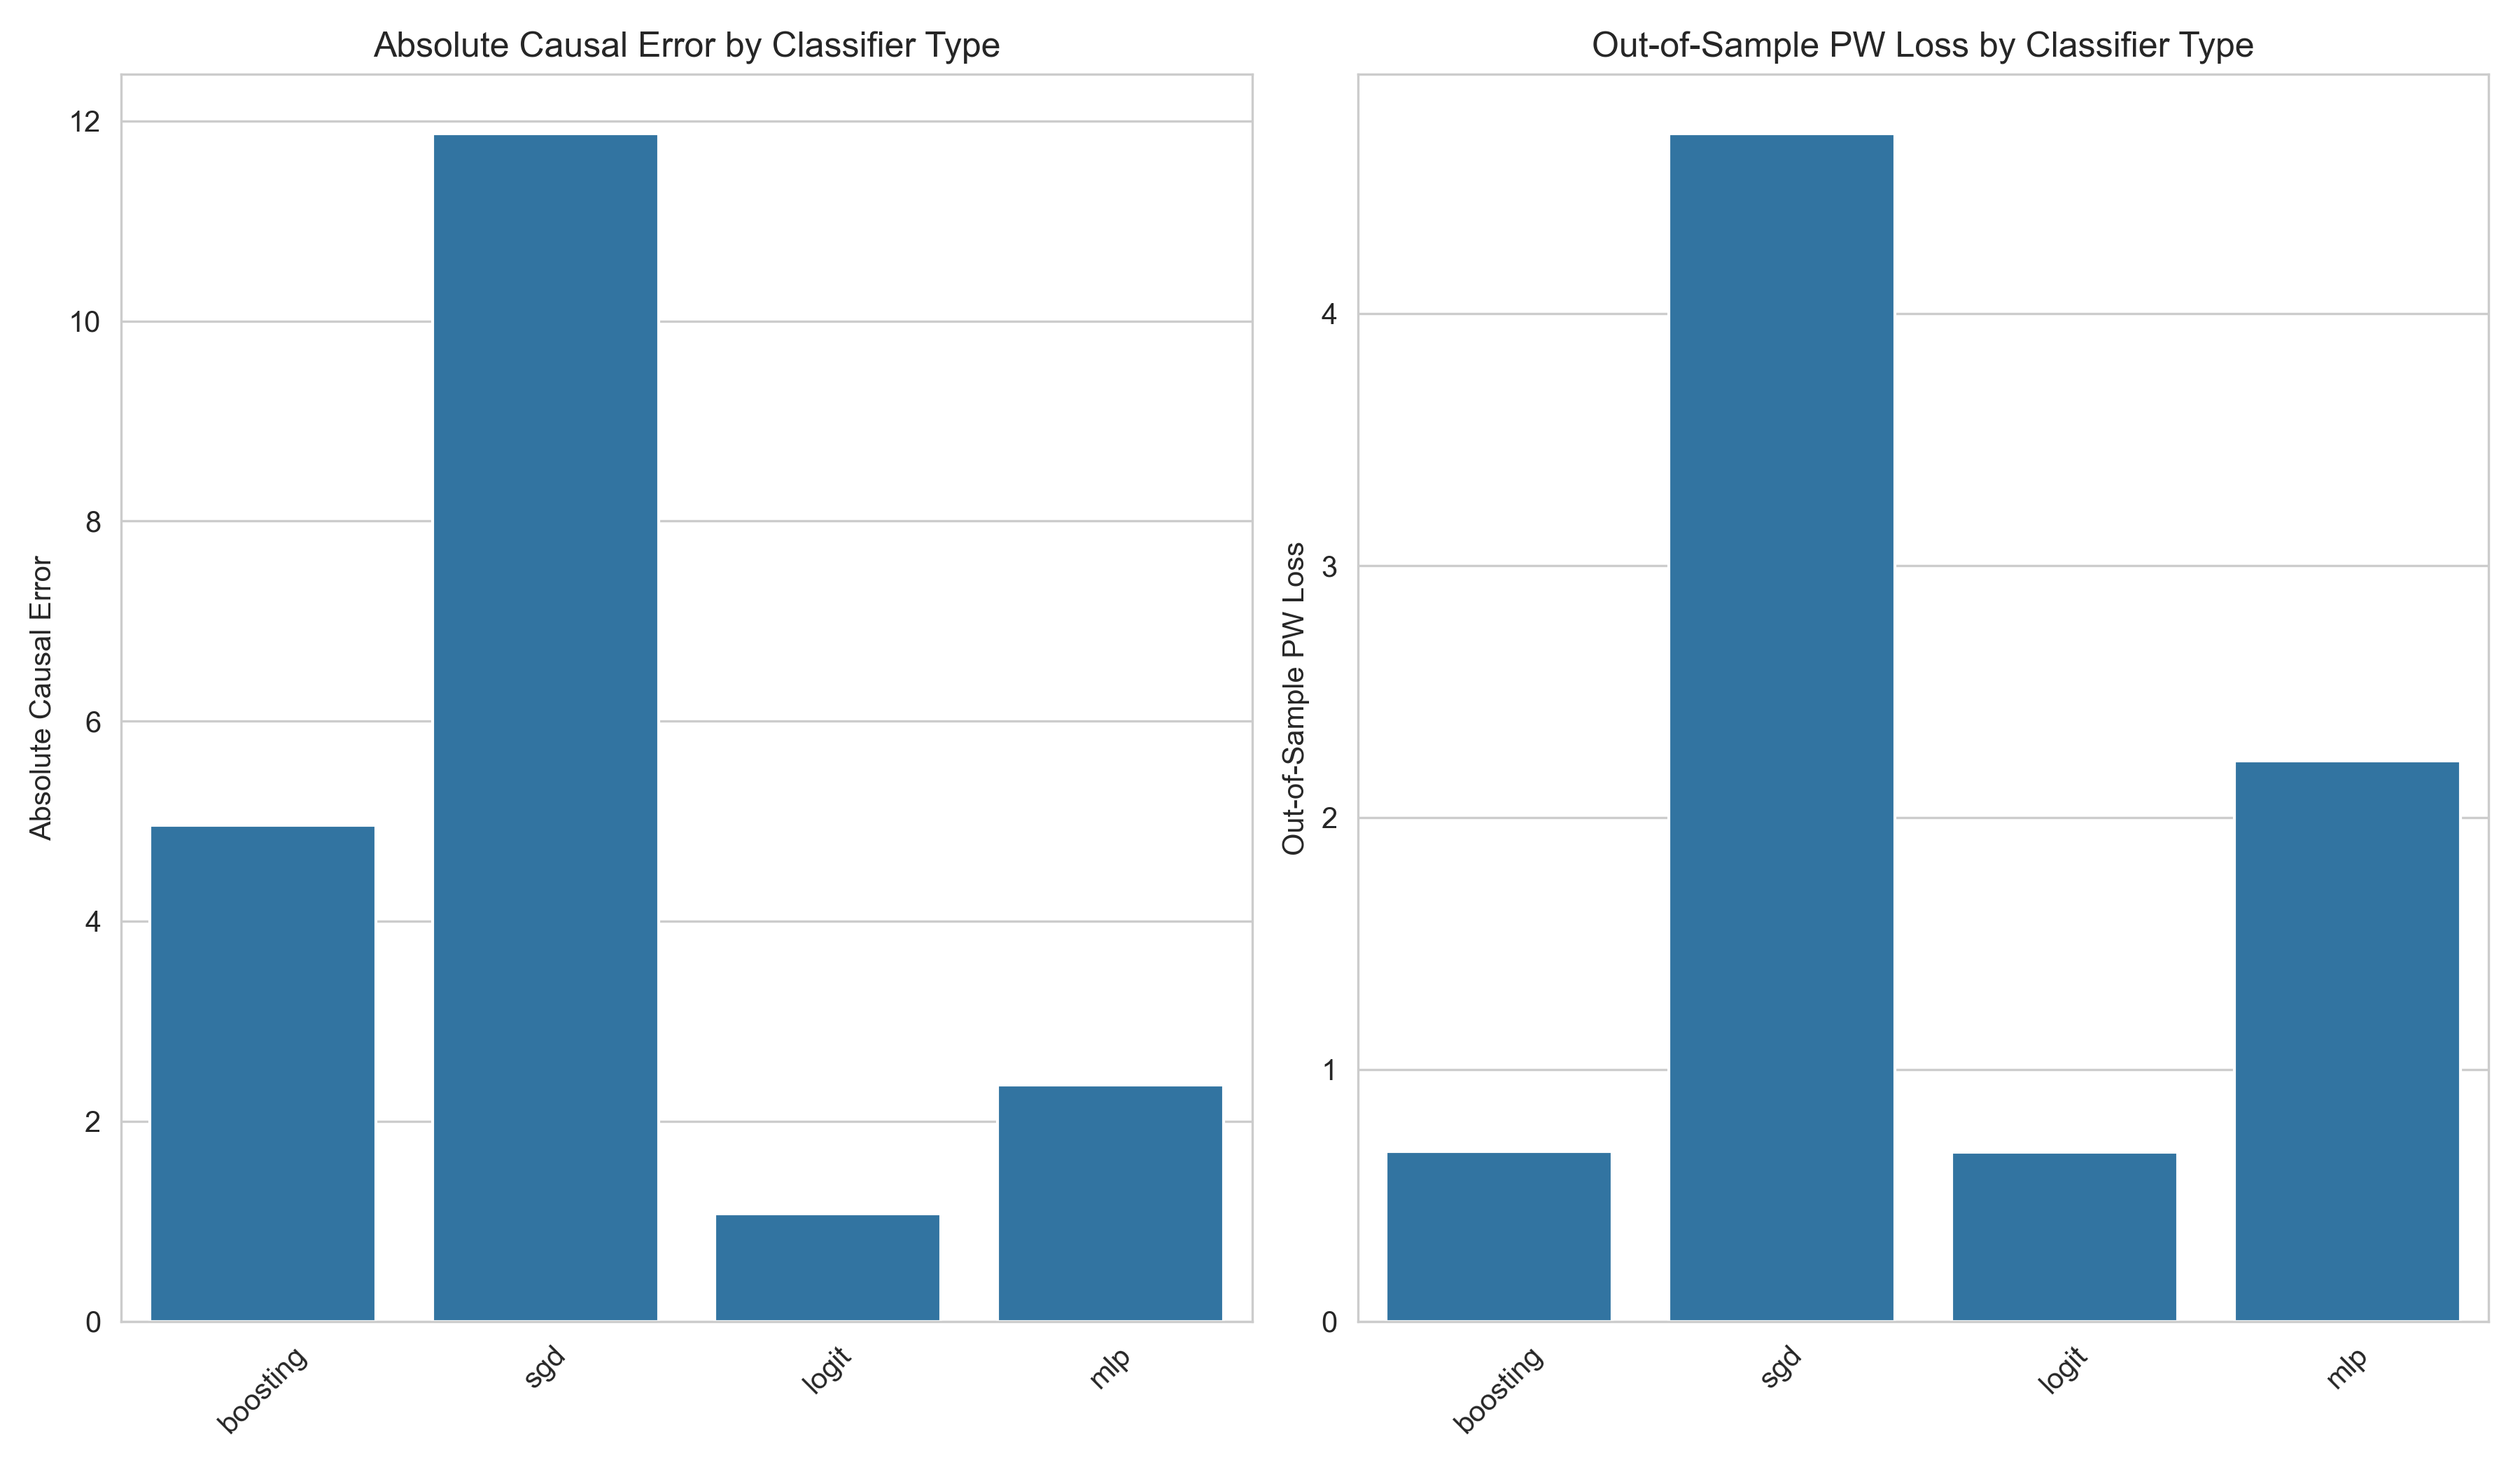 Absolute Causal Error by Classifier Type
Absolute Causal Error
12
10
8
6
4
2
0
boosting
sgd
logit
mlp
Out-of-Sample PW Loss by Classifier Type
Out-of-Sample PW Loss
4
3
2
1
0
boosting
sgd
logit
mlp